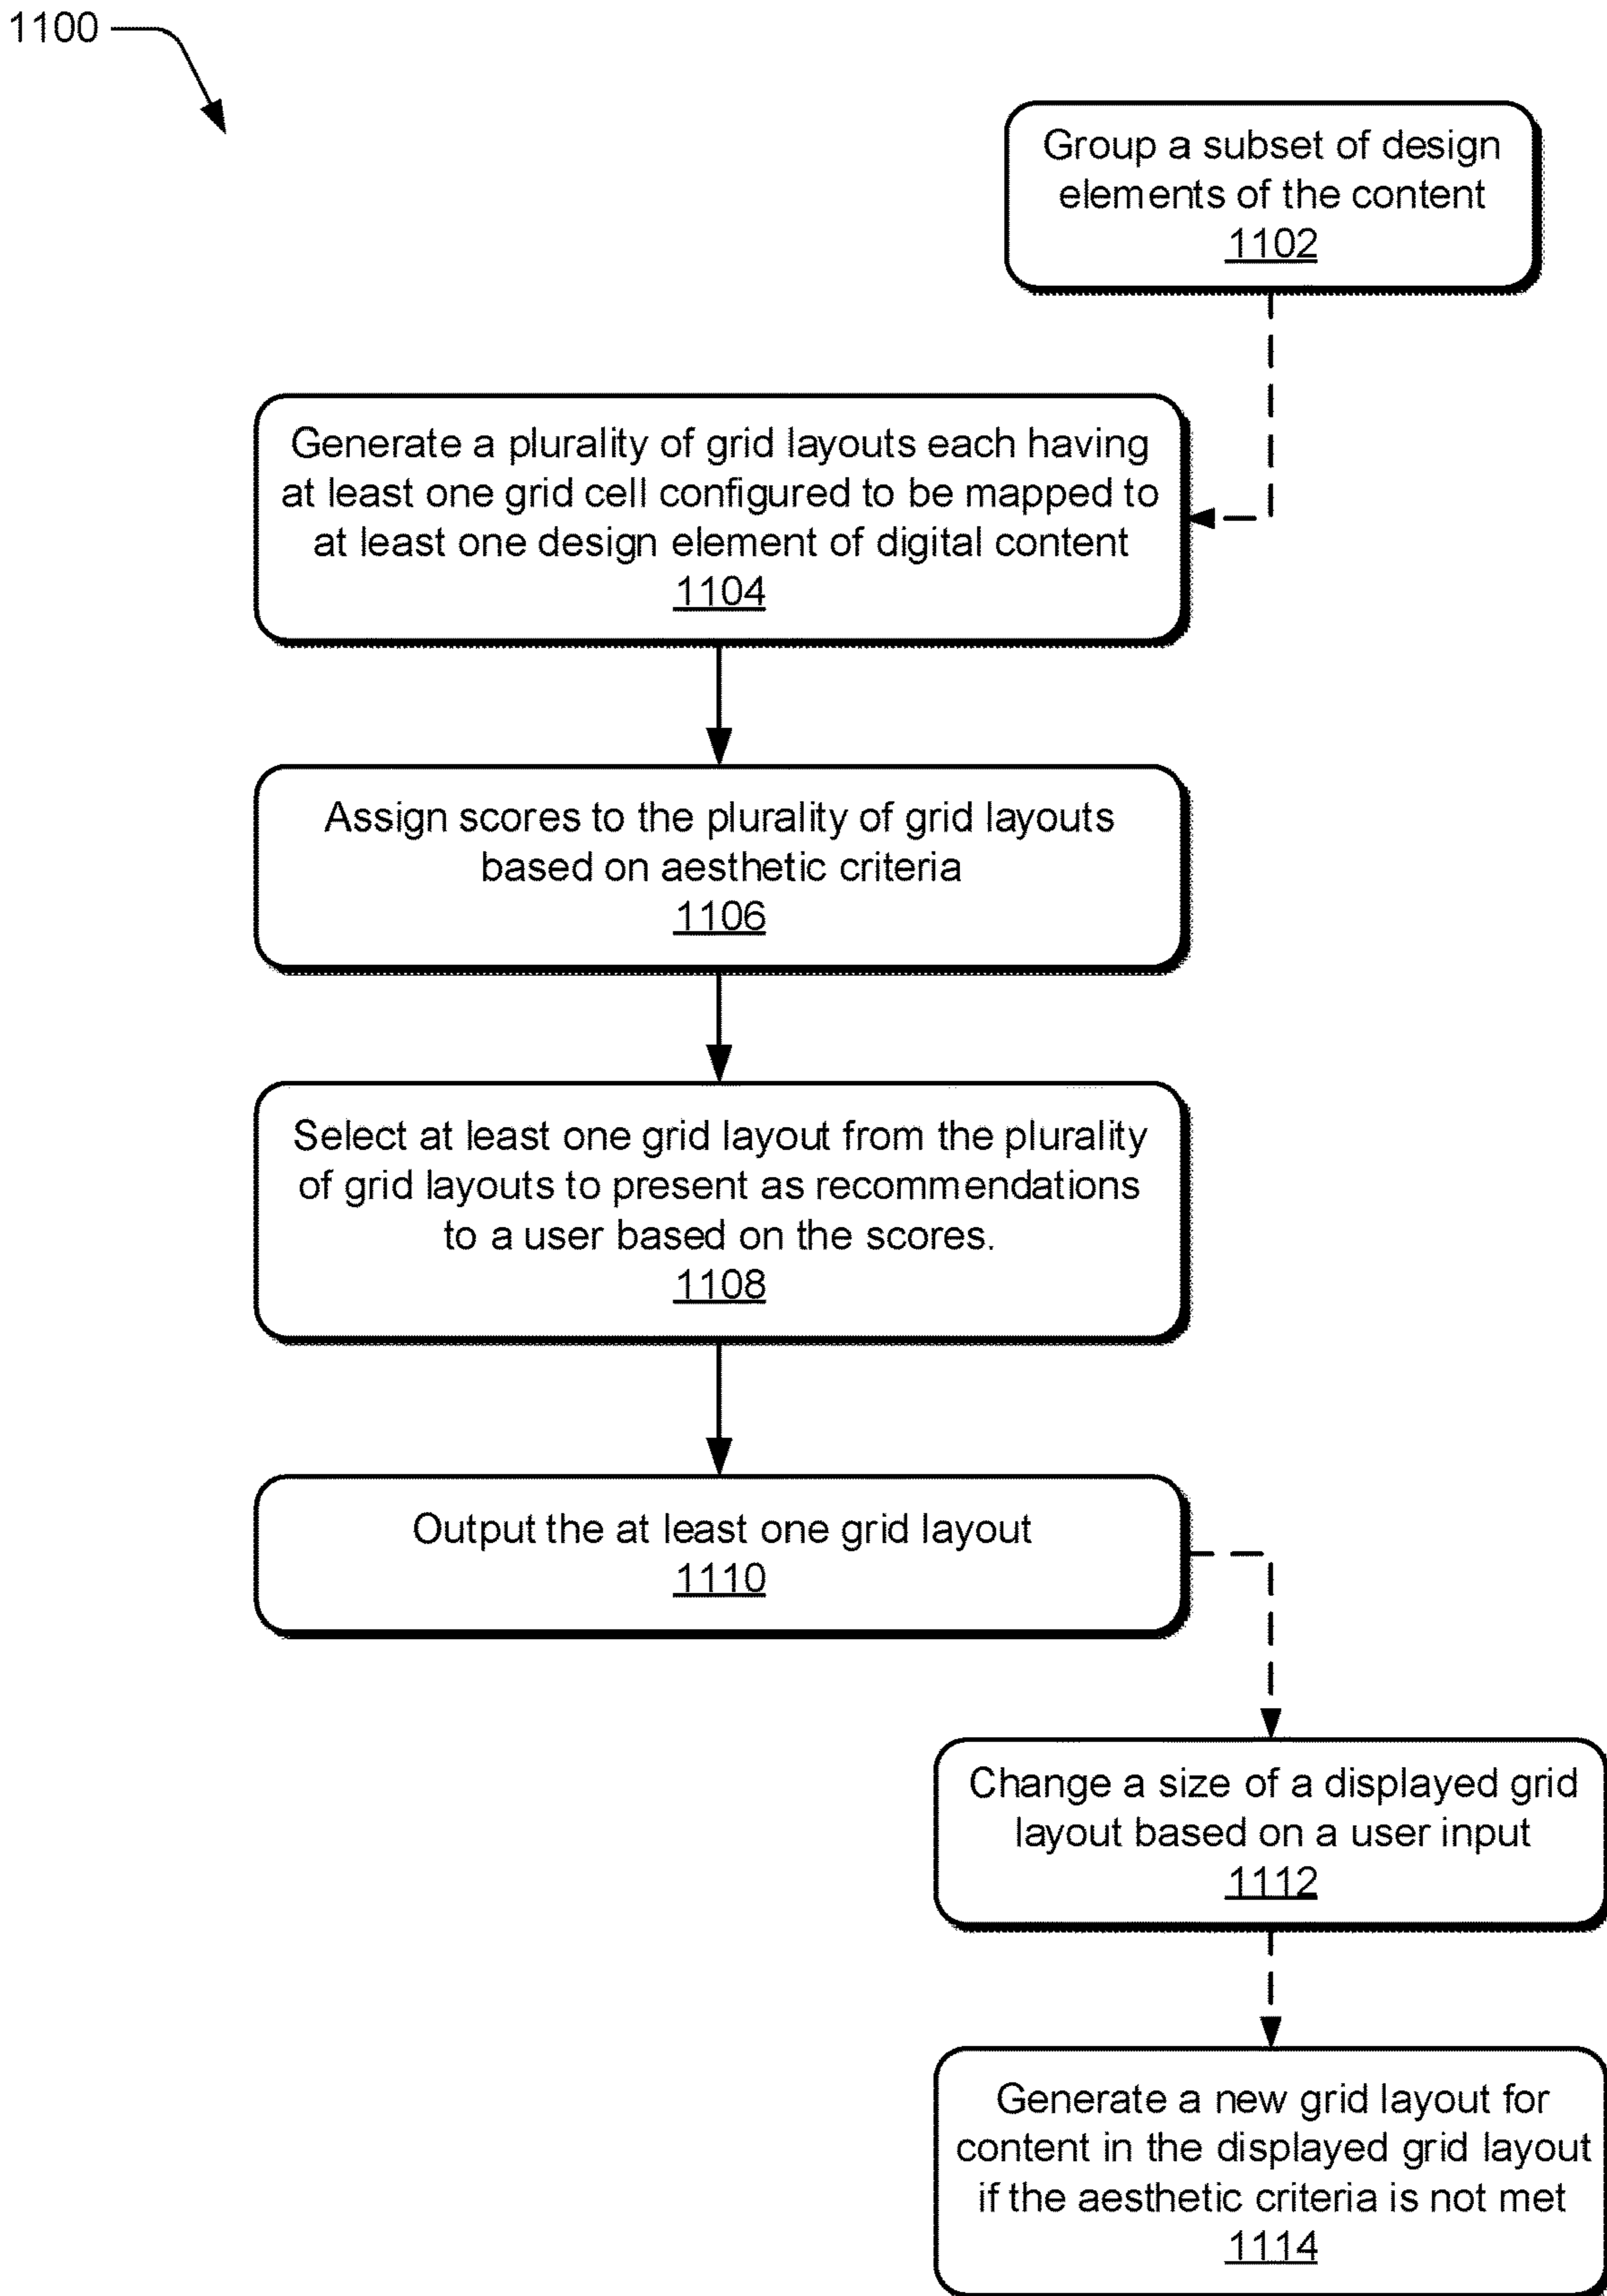 1100
Group a subset of design
elements of the content
1102
Generate a plurality of grid layouts each having
at least one grid cell configured to be mapped to
at least one design element of digital content
1104
Assign scores to the plurality of grid layouts
based on aesthetic criteria
1106
Select at least one grid layout from the plurality
of grid layouts to present as recommendations
to a user based on the scores.
1108
Output the at least one grid layout
1110
Change a size of a displayed grid
layout based on a user input
1112
Generate a new grid layout for
content in the displayed grid layout
if the aesthetic criteria is not met
1114